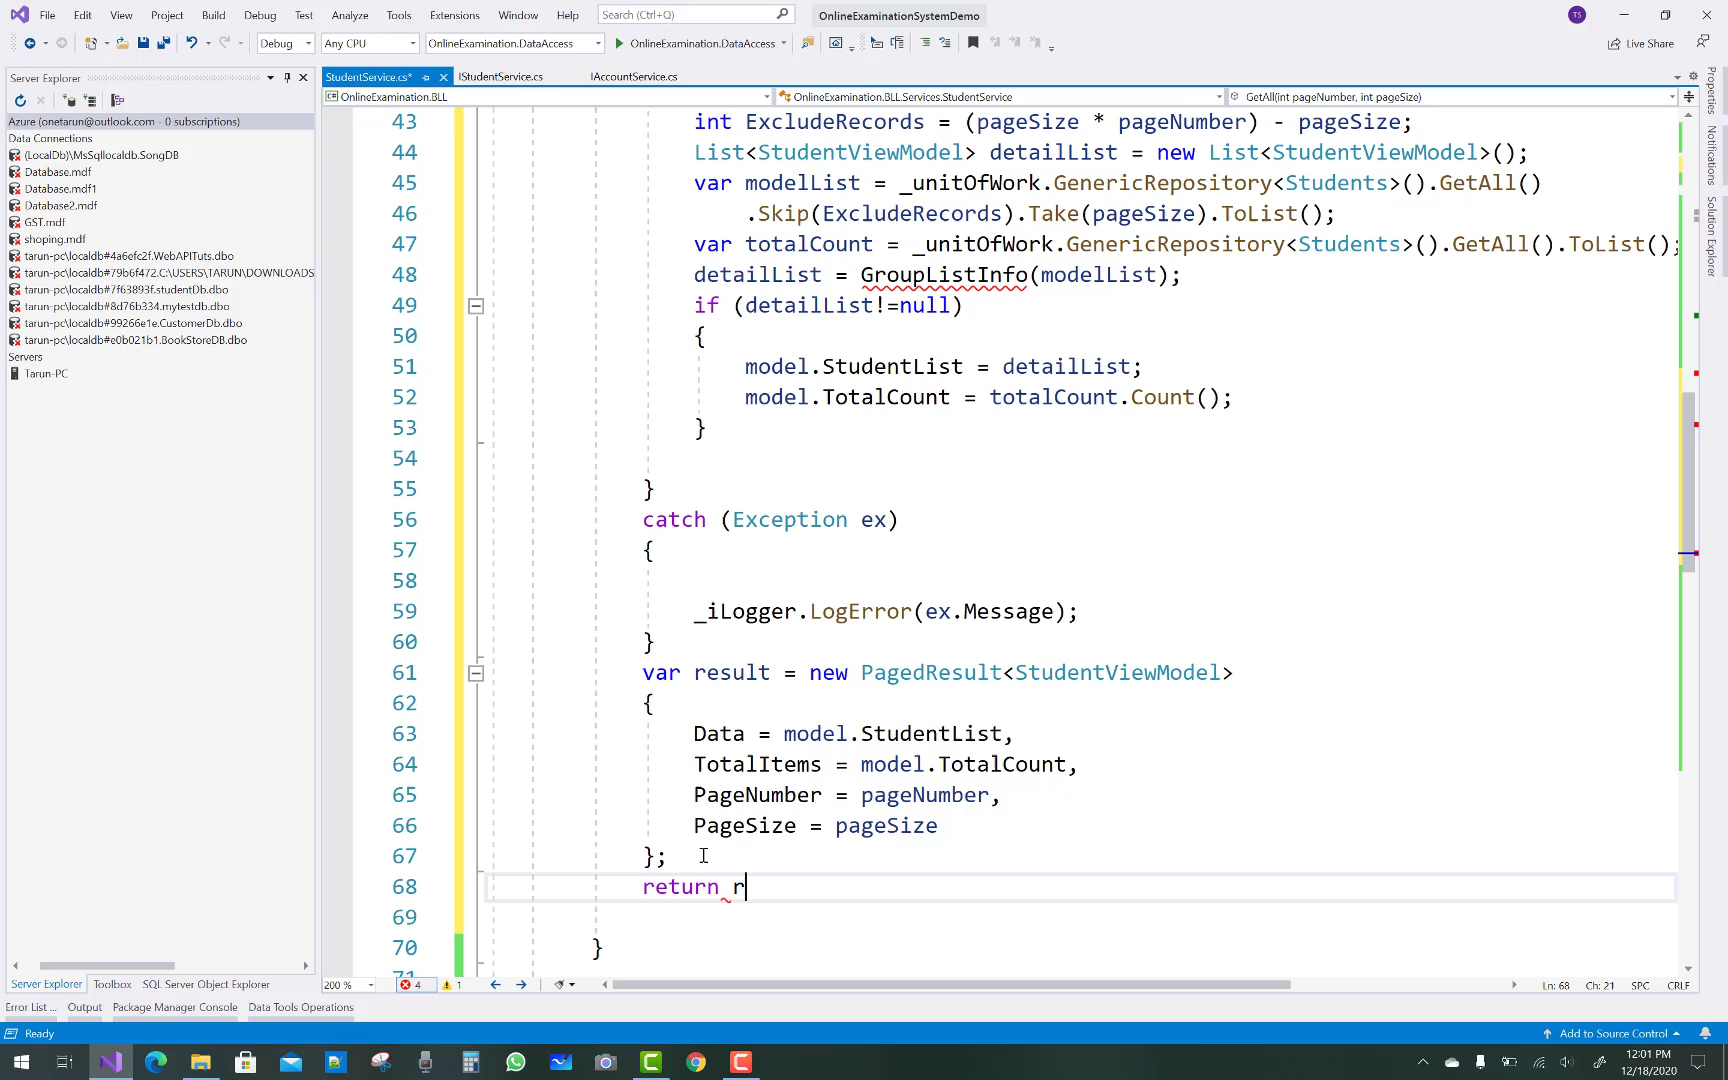 File Edit View Project Build Debug Test Analyze Tools Extensions Window Help Search (Ctrl+Q) OnlineExaminationSystemDemo TS
Debug Any CPU OnlineExamination.DataAccess OnlineExamination.DataAccess Live Share
Server Explorer
StudentService.cs* IStudentService.cs IAccountService.cs
OnlineExamination.BLL OnlineExamination.BLL.Services.StudentService GetAll(int pageNumber, int pageSize)
Azure (onetarun@outlook.com - 0 subscriptions)
Data Connections
(LocalDb)\MsSqllocaldb.SongDB
Database.mdf
Database.mdf1
Database2.mdf
GST.mdf
shoping.mdf
tarun-pc\localdb#4a6efc2f.WebAPITuts.dbo
tarun-pc\localdb#79b6f472.C:\USERS\TARUN\DOWNLOADS
tarun-pc\localdb#7f63893f.studentDb.dbo
tarun-pc\localdb#8d76b334.mytestdb.dbo
tarun-pc\localdb#99266e1e.CustomerDb.dbo
tarun-pc\localdb#e0b021b1.BookStoreDB.dbo
Servers
Tarun-PC
43 int ExcludeRecords = (pageSize * pageNumber) - pageSize;
44 List<StudentViewModel> detailList = new List<StudentViewModel>();
45 var modelList = _unitOfWork.GenericRepository<Students>().GetAll()
46 .Skip(ExcludeRecords).Take(pageSize).ToList();
47 var totalCount = _unitOfWork.GenericRepository<Students>().GetAll().ToList();
48 detailList = GroupListInfo(modelList);
49 if (detailList!=null)
50 {
51 model.StudentList = detailList;
52 model.TotalCount = totalCount.Count();
53 }
54
55 }
56 catch (Exception ex)
57 {
58
59 _iLogger.LogError(ex.Message);
60 }
61 var result = new PagedResult<StudentViewModel>
62 {
63 Data = model.StudentList,
64 TotalItems = model.TotalCount,
65 PageNumber = pageNumber,
66 PageSize = pageSize
67 };
68 return r
69
70 }
Properties
Notifications
Solution Explorer
Server Explorer Toolbox SQL Server Object Explorer
200 % 4 1 Ln: 68 Ch: 21 SPC CRLF
Error List ... Output Package Manager Console Data Tools Operations
Ready Add to Source Control
12:01 PM
12/18/2020